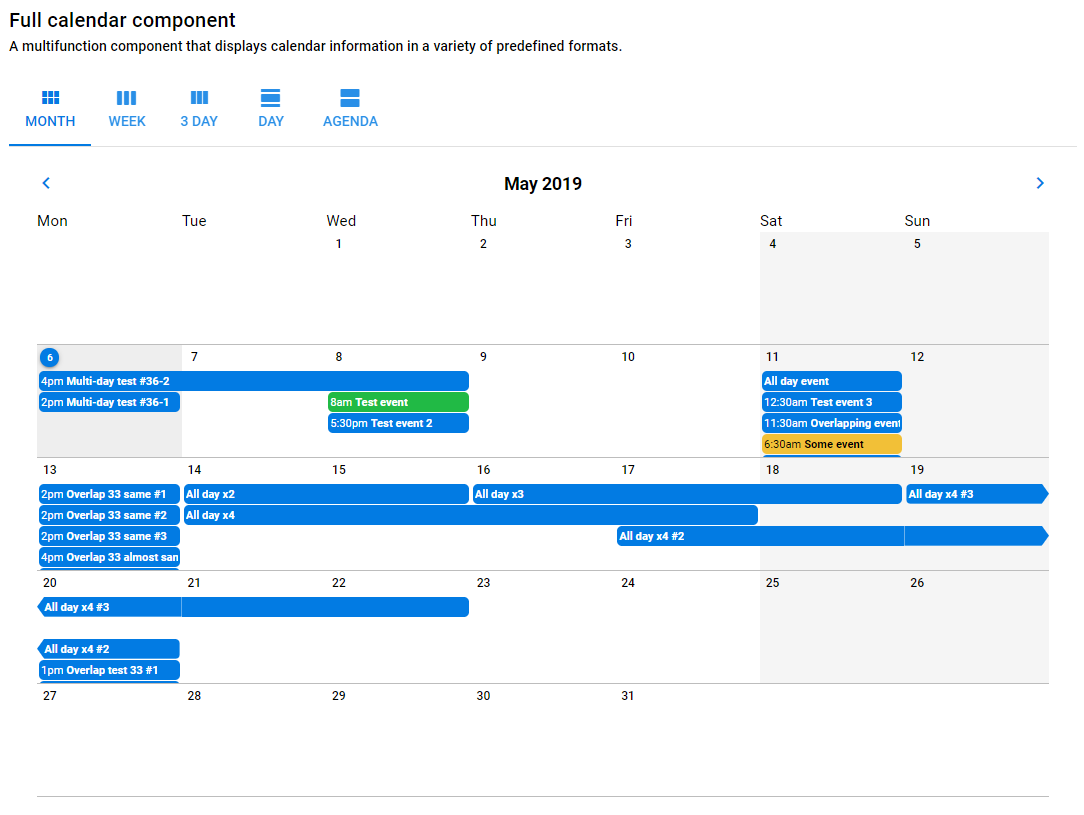 Full calendar component
A multifunction component that displays calendar information in a variety of predefined formats.
MONTH WEEK 3 DAY DAY AGENDA
May 2019
Mon Tue Wed Thu Fri Sat Sun
1 2 3 4 5
6 7 8 9 10 11 12
4pm Multi-day test #36-2 All day event
2pm Multi-day test #36-1 8am Test event 12:30am Test event 3
5:30pm Test event 2 11:30am Overlapping event
6:30am Some event
13 14 15 16 17 18 19
2pm Overlap 33 same #1 All day x2 All day x3 All day x4 #3
2pm Overlap 33 same #2 All day x4
2pm Overlap 33 same #3 All day x4 #2
4pm Overlap 33 almost san
20 21 22 23 24 25 26
All day x4 #3
All day x4 #2
1pm Overlap test 33 #1
27 28 29 30 31